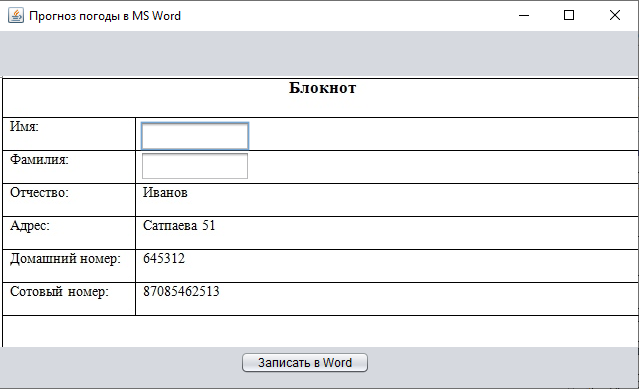 Прогноз погоды в MS Word
Блокнот
Имя:
Фамилия:
Отчество: Иванов
Адрес: Сатпаева 51
Домашний номер: 645312
Сотовый номер: 87085462513
Записать в Word